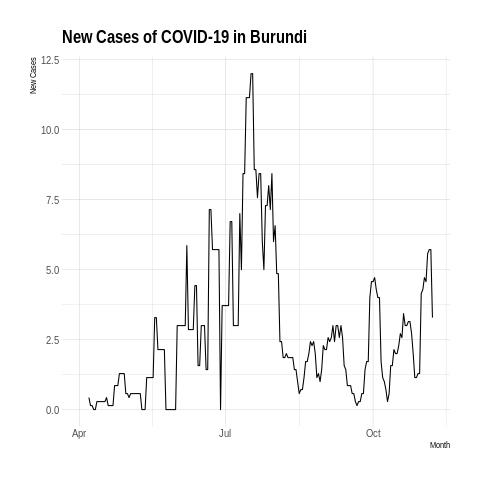 New Cases of COVID-19 in Burundi
New Cases
12.5
10.0
7.5
5.0
2.5
0.0
Apr
Jul
Oct
Month